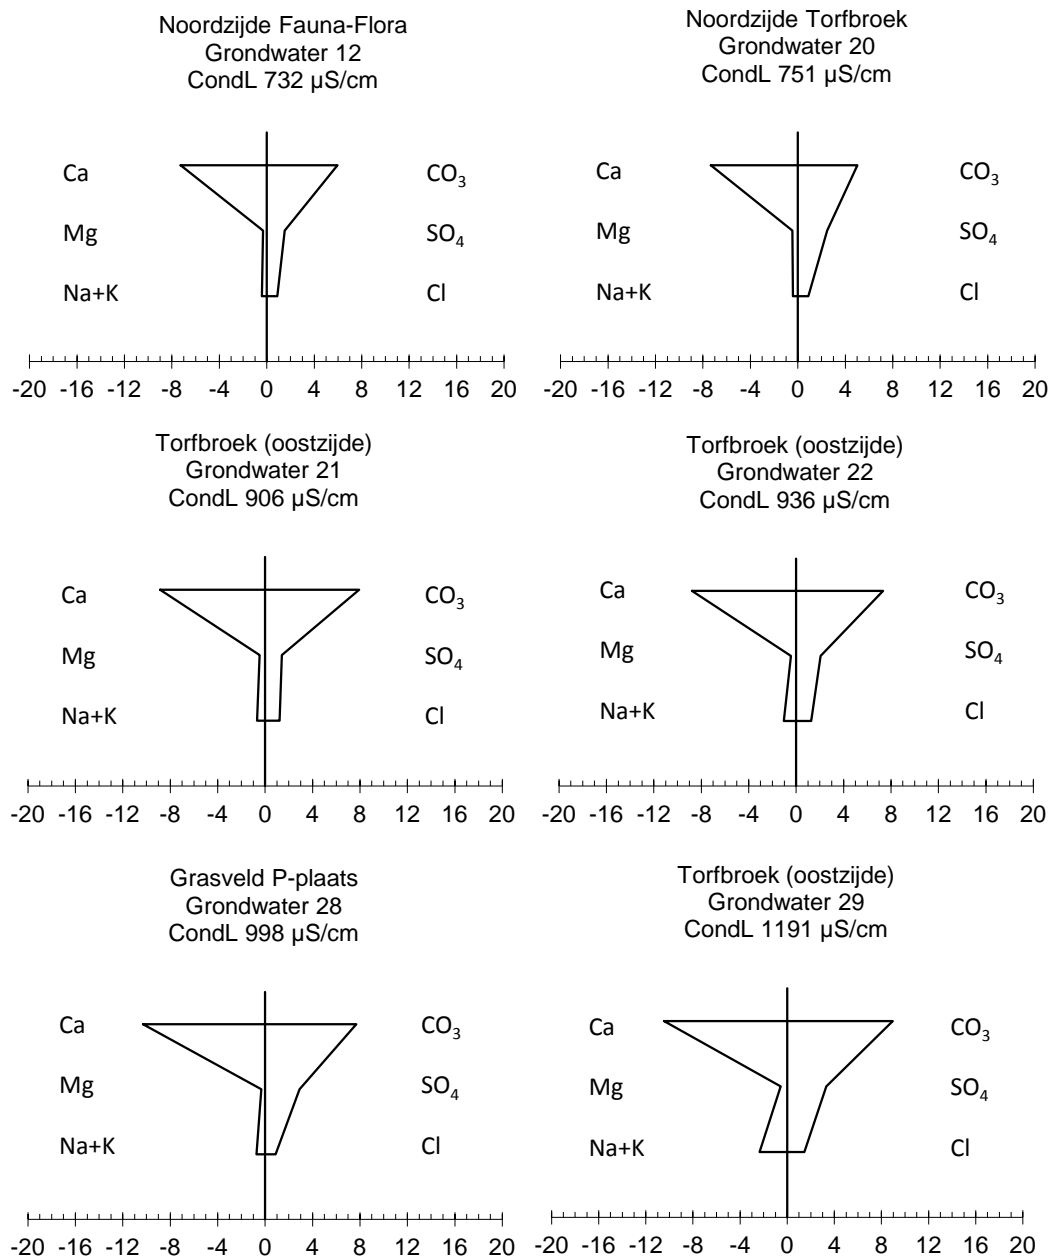 Noordzijde Fauna-Flora
Grondwater 12
CondL 732 µS/cm
Ca
CO3
Mg
SO4
Na+K
Cl
-20 -16 -12 -8 -4 0 4 8 12 16 20
Noordzijde Torfbroek
Grondwater 20
CondL 751 µS/cm
Ca
CO3
Mg
SO4
Na+K
Cl
-20 -16 -12 -8 -4 0 4 8 12 16 20
Torfbroek (oostzijde)
Grondwater 21
CondL 906 µS/cm
Ca
CO3
Mg
SO4
Na+K
Cl
-20 -16 -12 -8 -4 0 4 8 12 16 20
Torfbroek (oostzijde)
Grondwater 22
CondL 936 µS/cm
Ca
CO3
Mg
SO4
Na+K
Cl
-20 -16 -12 -8 -4 0 4 8 12 16 20
Grasveld P-plaats
Grondwater 28
CondL 998 µS/cm
Ca
CO3
Mg
SO4
Na+K
Cl
-20 -16 -12 -8 -4 0 4 8 12 16 20
Torfbroek (oostzijde)
Grondwater 29
CondL 1191 µS/cm
Ca
CO3
Mg
SO4
Na+K
Cl
-20 -16 -12 -8 -4 0 4 8 12 16 20